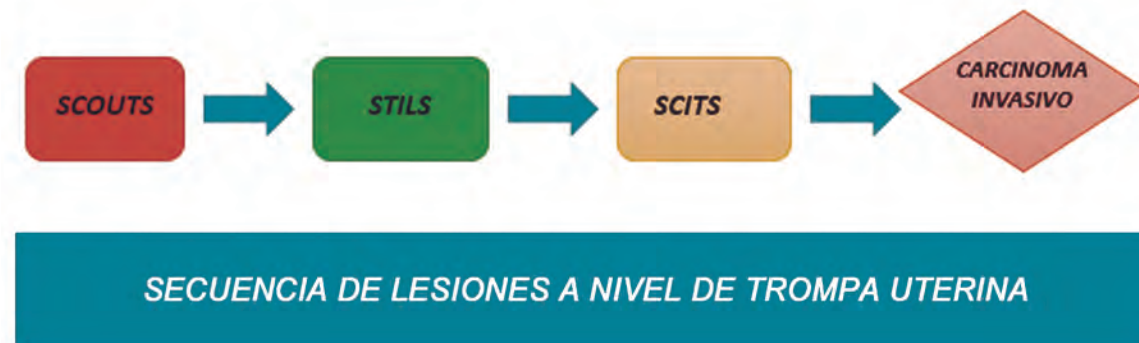 SCOUTS
STILS
SCITS
CARCINOMA
INVASIVO
SECUENCIA DE LESIONES A NIVEL DE TROMPA UTERINA